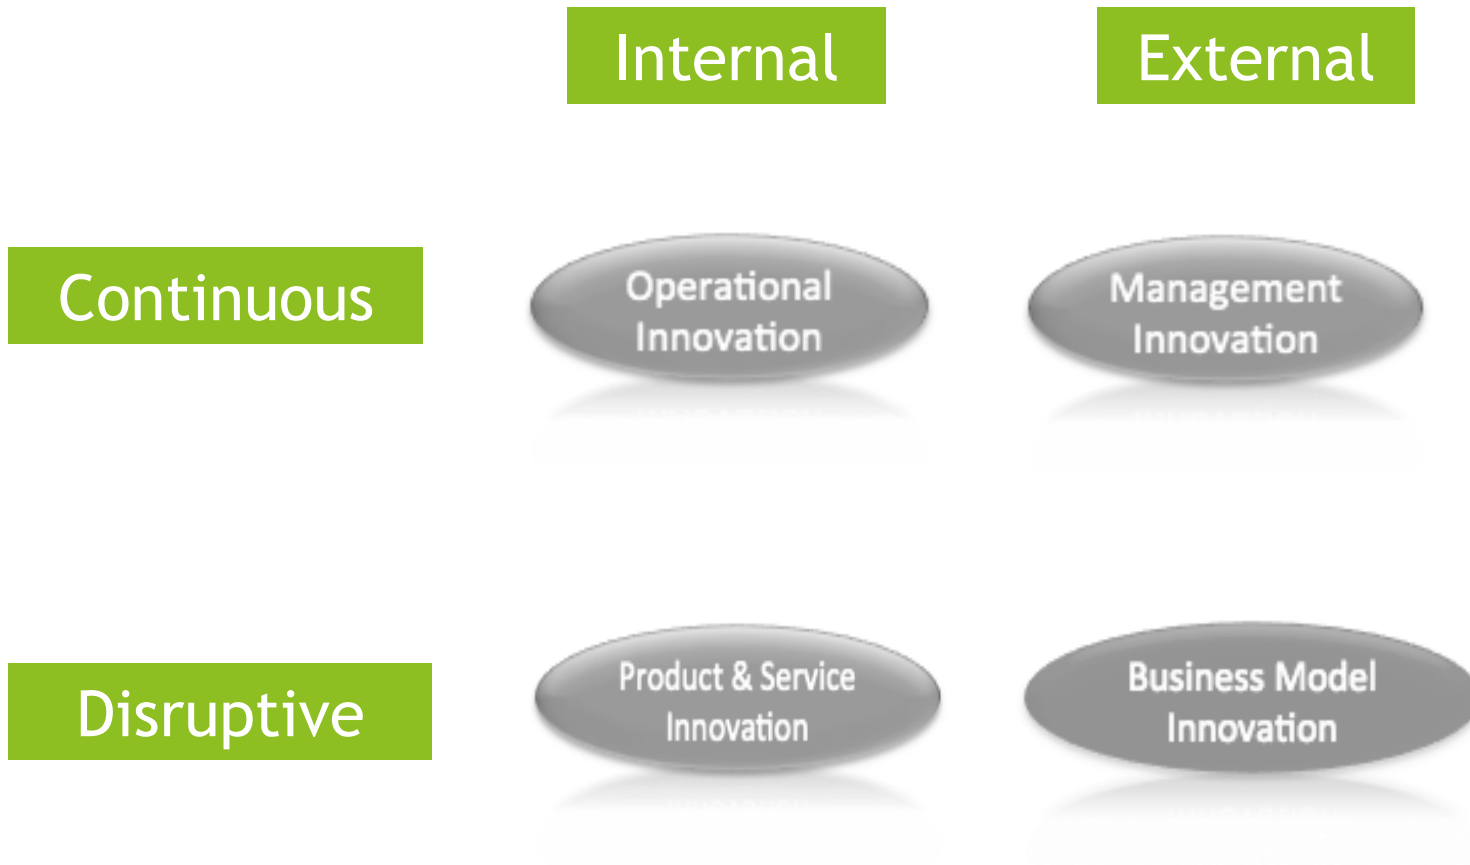 Internal
External
Continuous
Operational
Innovation
Management
Innovation
Disruptive
Product & Service
Innovation
Business Model
Innovation